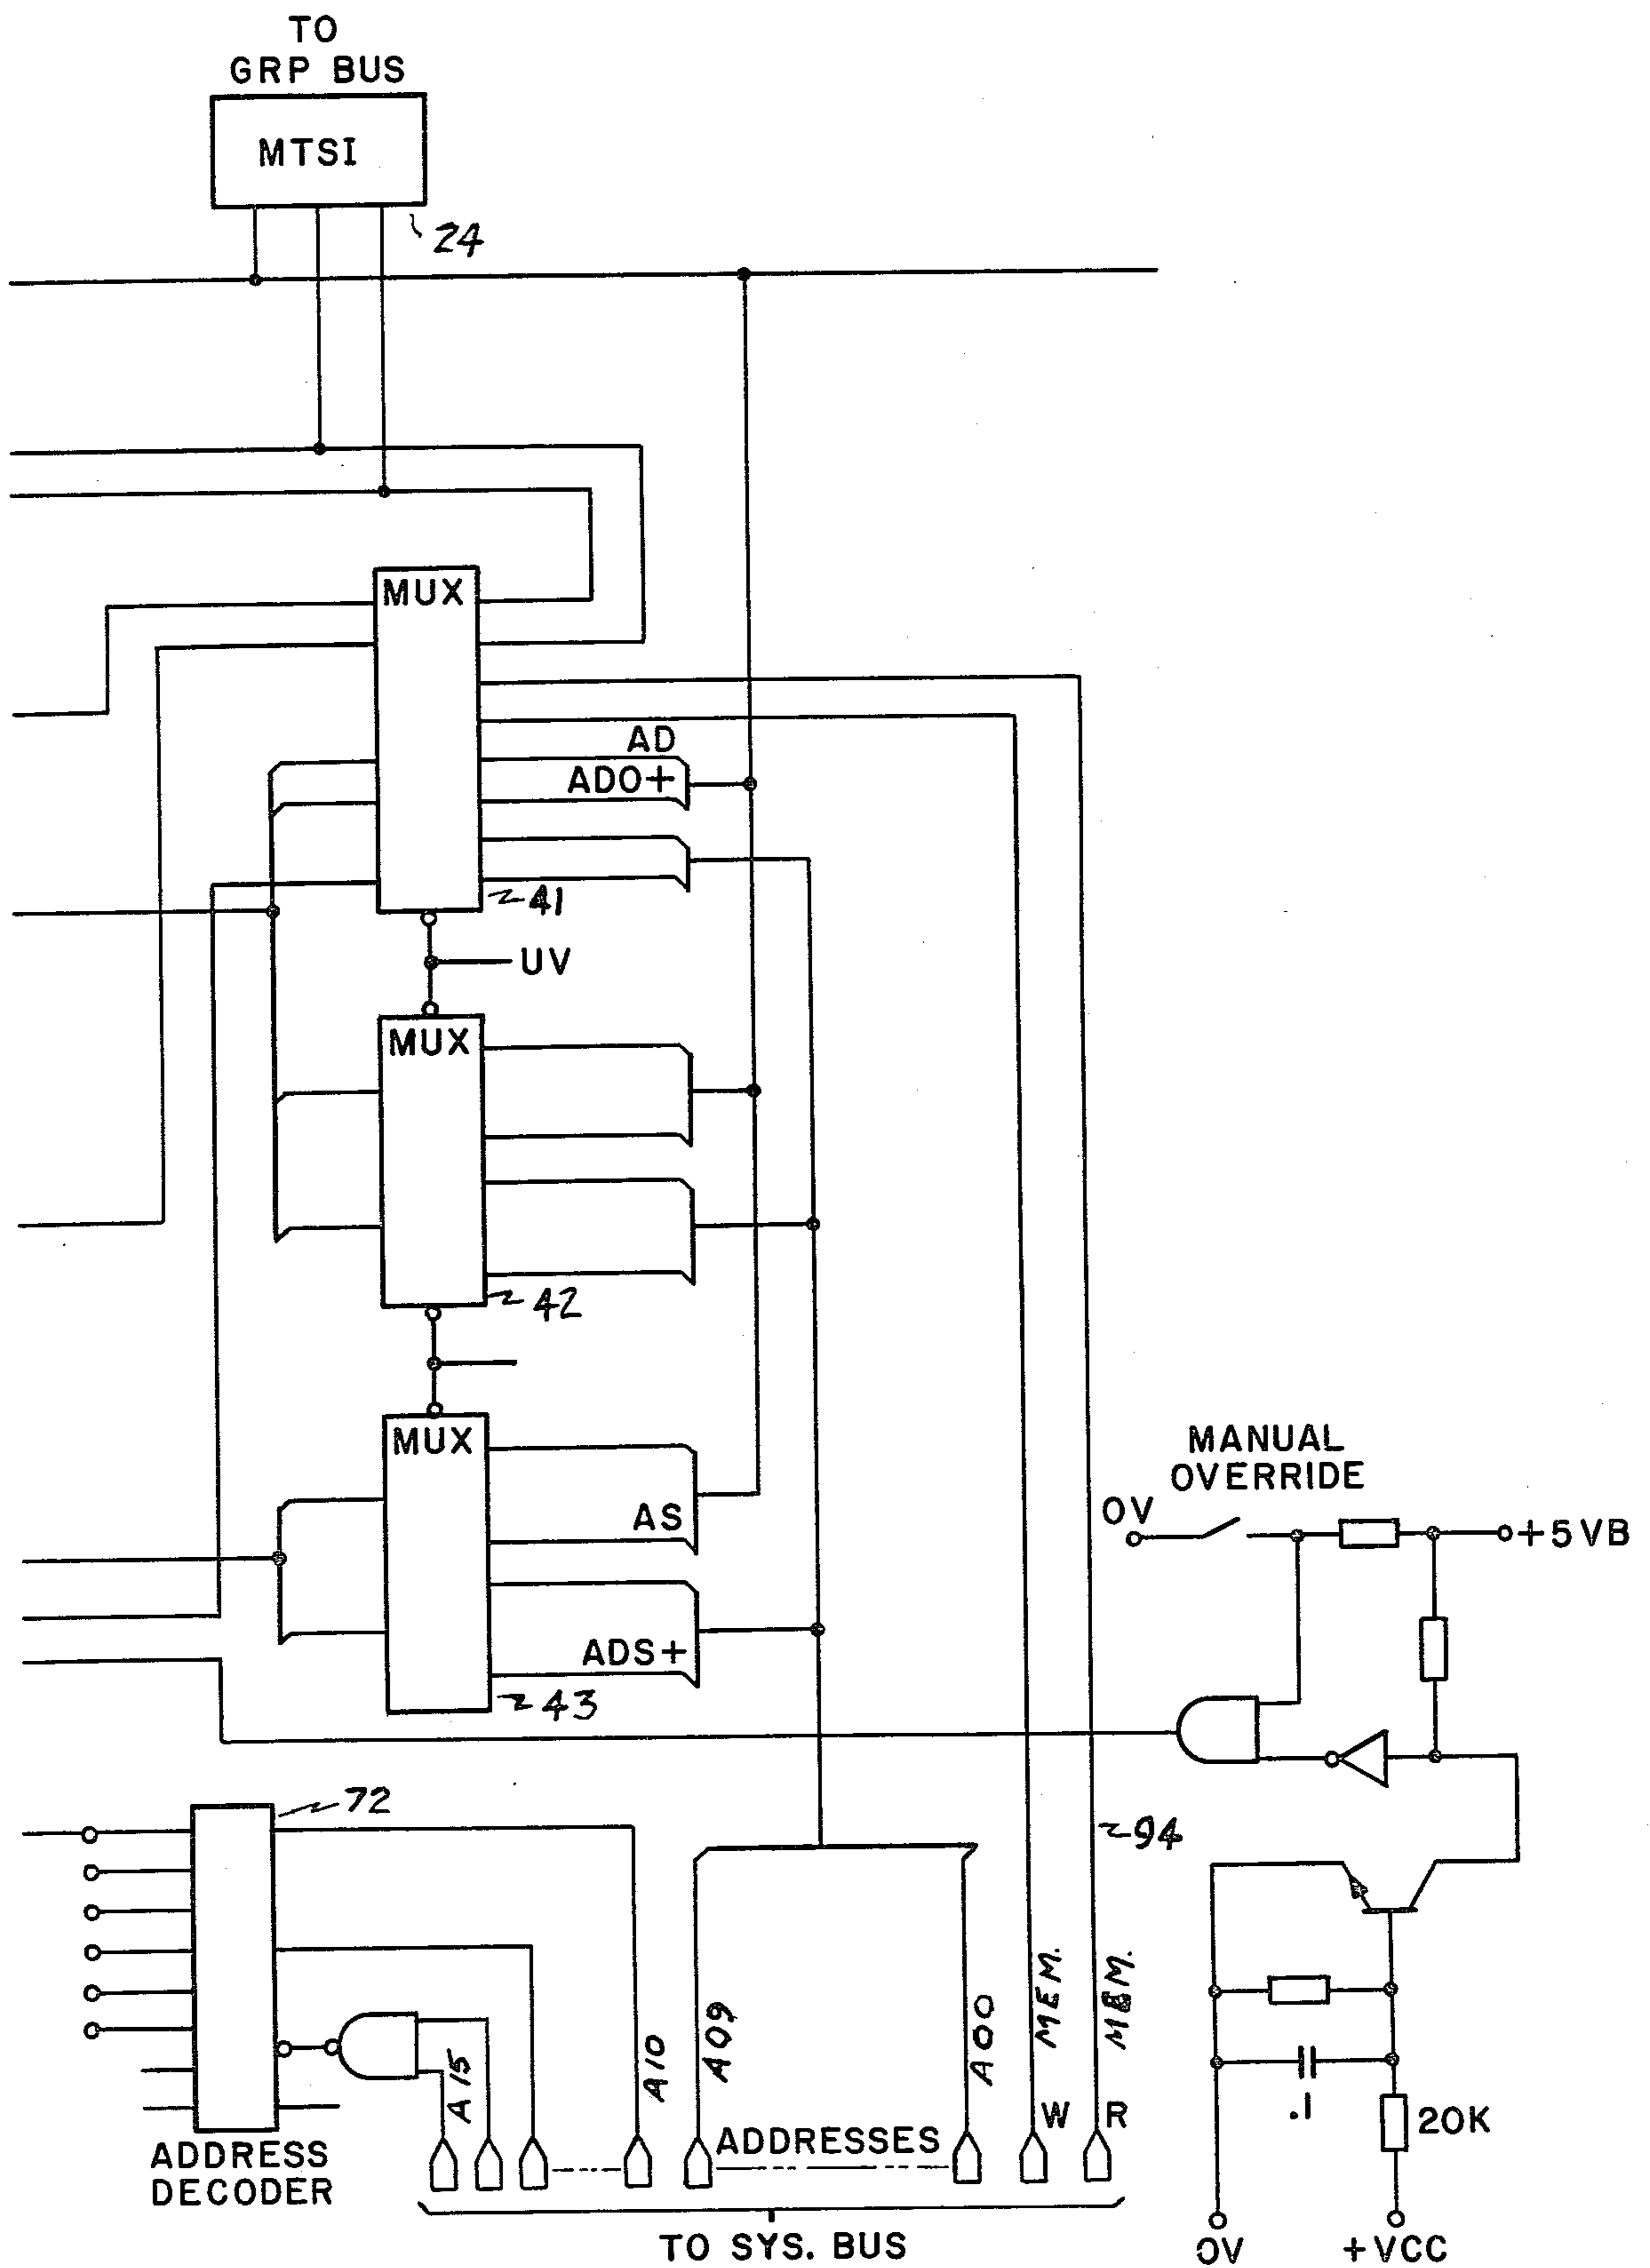 TO
GRP BUS
MTSI
24
MUX
AD
ADO+
41
UV
MUX
42
MUX
AS
ADS+
43
MANUAL
OVERRIDE
OV
+5VB
72
94
A15
A10
A09
A00
MEM.
MEM.
W
R
ADDRESSES
ADDRESS
DECODER
.1
20K
TO SYS. BUS
OV
+VCC